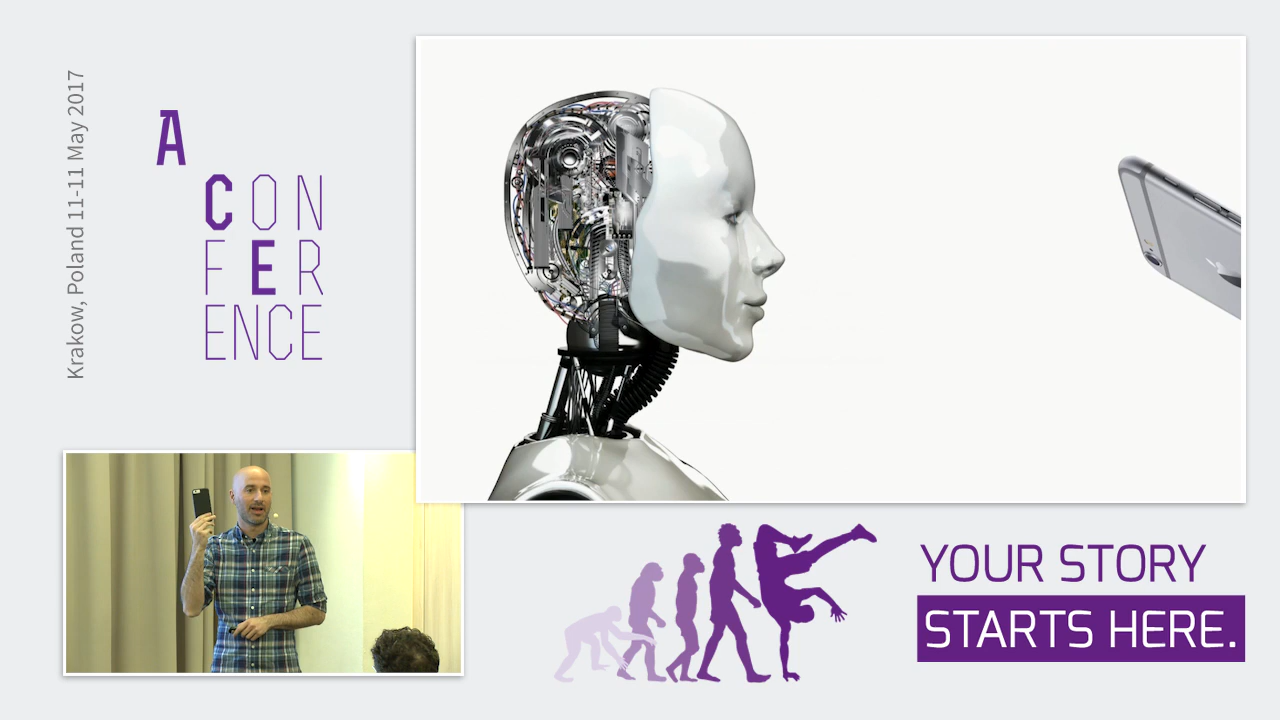 Krakow, Poland 11-11 May 2017
A
CON
FER
ENCE
YOUR STORY
STARTS HERE.